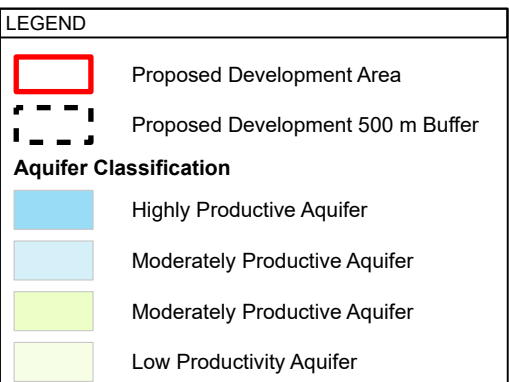 LEGEND
Proposed Development Area
Proposed Development 500 m Buffer
Aquifer Classification
Highly Productive Aquifer
Moderately Productive Aquifer
Moderately Productive Aquifer
Low Productivity Aquifer